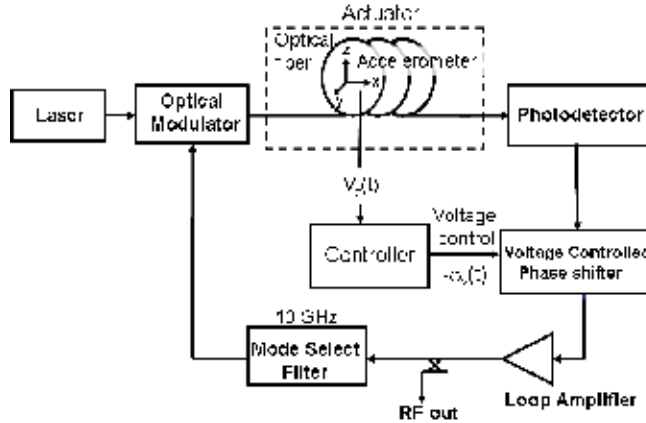 Actuator
Optical
fiber
Accelerometer
z
x
y
Laser
Optical
Modulator
Photodetector
Voltage
control
Controller
Voltage Controlled
Phase shifter
10 GHz
Mode Select
Filter
Loop Amplifier
RF out